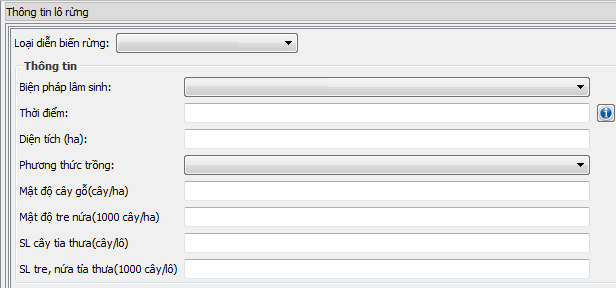 Thông tin lô rừng
Loại diễn biến rừng:
Thông tin
Biện pháp lâm sinh:
Thời điểm:
Diện tích (ha):
Phương thức trồng:
Mật độ cây gỗ(cây/ha)
Mật độ tre nứa(1000 cây/ha)
SL cây tỉa thưa(cây/lô)
SL tre, nứa tỉa thưa(1000 cây/lô)